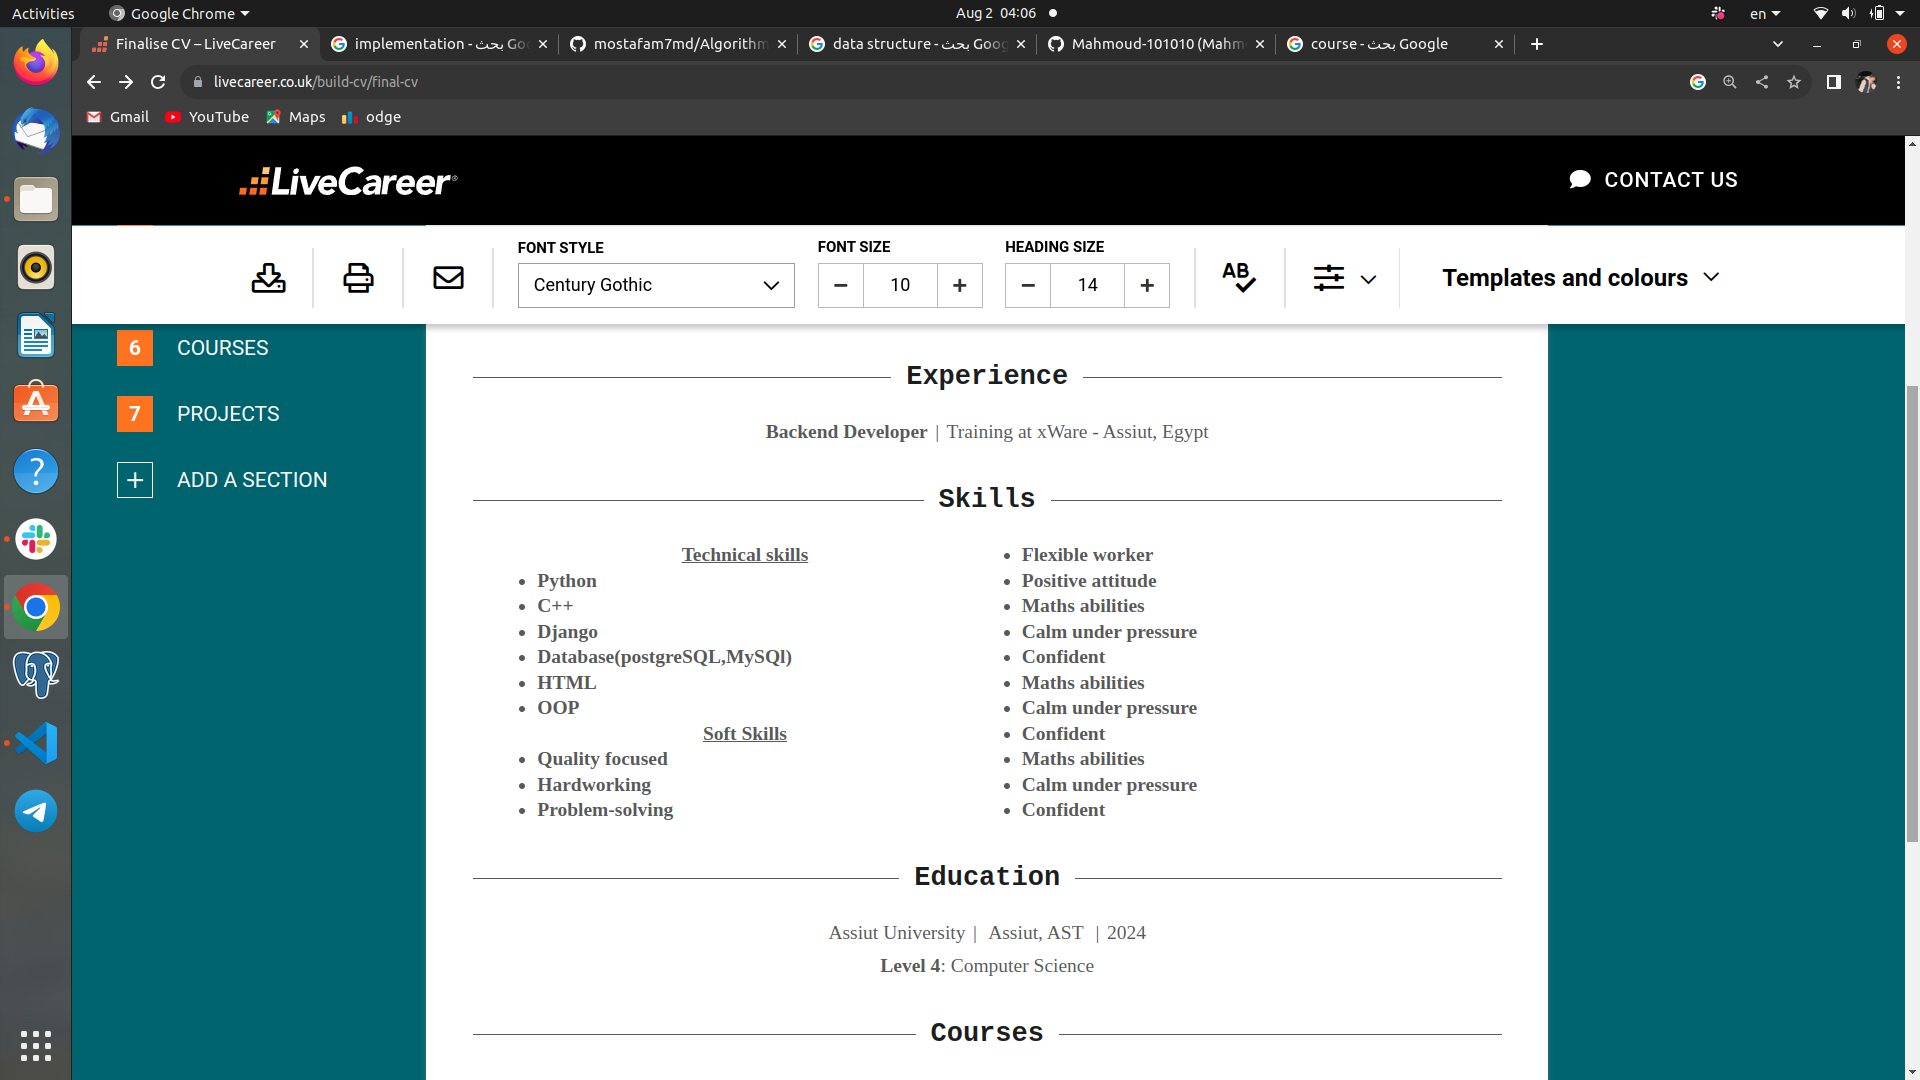 Activities
Google Chrome
Aug 2 04:06
en
Finalise CV – LiveCareer
implementation - بحث Goo
mostafam7md/Algorithm
data structure - بحث Goog
Mahmoud-101010 (Mahm
course - بحث Google
livecareer.co.uk/build-cv/final-cv
Gmail
YouTube
Maps
odge
LiveCareer
CONTACT US
FONT STYLE
FONT SIZE
HEADING SIZE
Century Gothic
10
14
AB
Templates and colours
6 COURSES
7 PROJECTS
ADD A SECTION
Experience
Backend Developer | Training at xWare - Assiut, Egypt
Skills
Technical skills
• Python
• C++
• Django
• Database(postgreSQL,MySQl)
• HTML
• OOP
Soft Skills
• Quality focused
• Hardworking
• Problem-solving
• Flexible worker
• Positive attitude
• Maths abilities
• Calm under pressure
• Confident
• Maths abilities
• Calm under pressure
• Confident
• Maths abilities
• Calm under pressure
• Confident
Education
Assiut University | Assiut, AST | 2024
Level 4: Computer Science
Courses